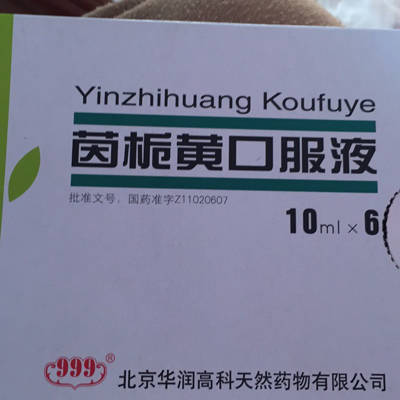 Yinzhihuang Koufuye
茵栀黄口服液
批准文号：国药准字Z11020607
10ml×6
999®
北京华润高科天然药物有限公司